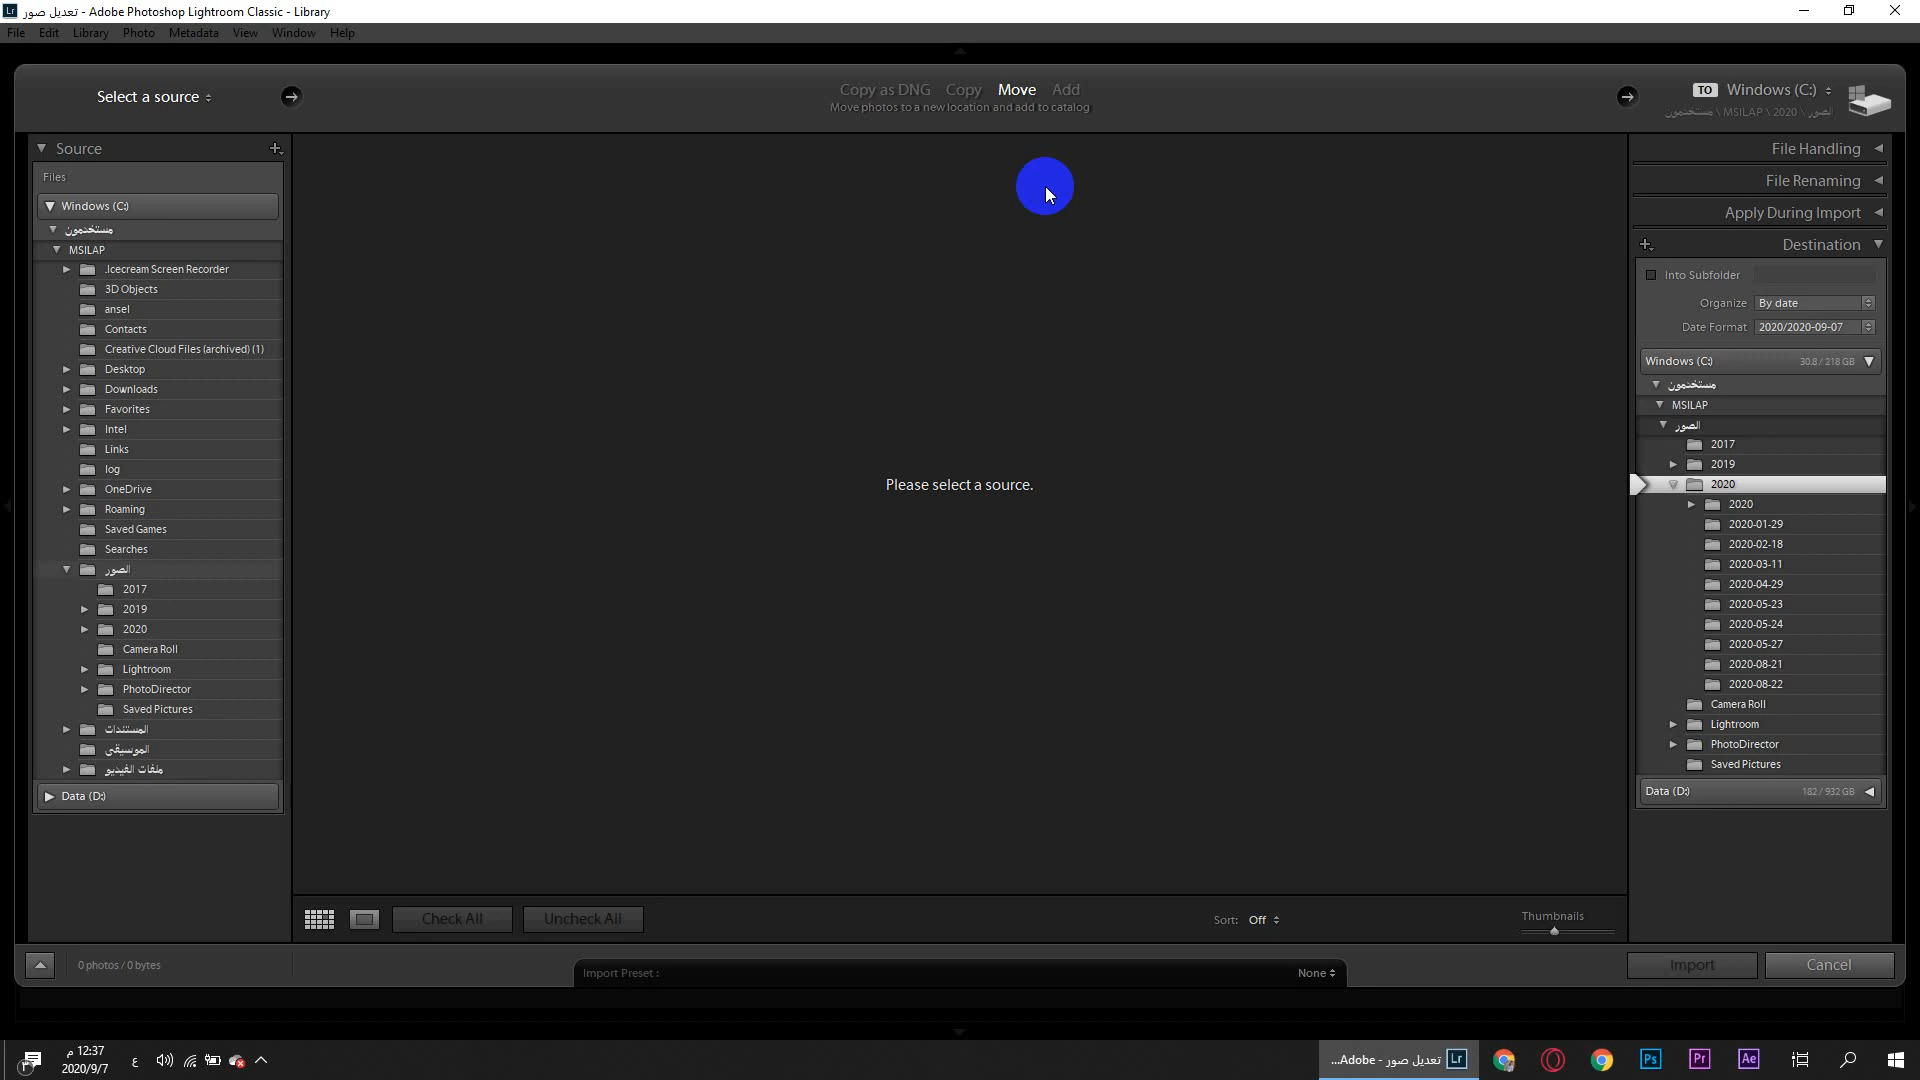 تعديل صور - Adobe Photoshop Lightroom Classic - Library
File Edit Library Photo Metadata View Window Help
Select a source
Copy as DNG Copy Move Add
Move photos to a new location and add to catalog
TO Windows (C:)
مستخدمون \ MSILAP \ 2020 \ الصور
Source
Files
Windows (C:)
مستخدمون
MSILAP
.Icecream Screen Recorder
3D Objects
ansel
Contacts
Creative Cloud Files (archived) (1)
Desktop
Downloads
Favorites
Intel
Links
log
OneDrive
Roaming
Saved Games
Searches
الصور
2017
2019
2020
Camera Roll
Lightroom
PhotoDirector
Saved Pictures
المستندات
الموسيقى
ملفات الفيديو
Data (D:)
Please select a source.
File Handling
File Renaming
Apply During Import
Destination
Into Subfolder
Organize By date
Date Format 2020/2020-09-07
Windows (C:) 30.8 / 218 GB
مستخدمون
MSILAP
الصور
2017
2019
2020
2020
2020-01-29
2020-02-18
2020-03-11
2020-04-29
2020-05-23
2020-05-24
2020-05-27
2020-08-21
2020-08-22
Camera Roll
Lightroom
PhotoDirector
Saved Pictures
Data (D:) 182 / 932 GB
Check All Uncheck All Sort: Off Thumbnails
0 photos / 0 bytes
Import Preset : None
Import Cancel
12:37 م
2020/9/7
ع
تعديل صور - Adobe...
Lr
Ps
Pr
Ae